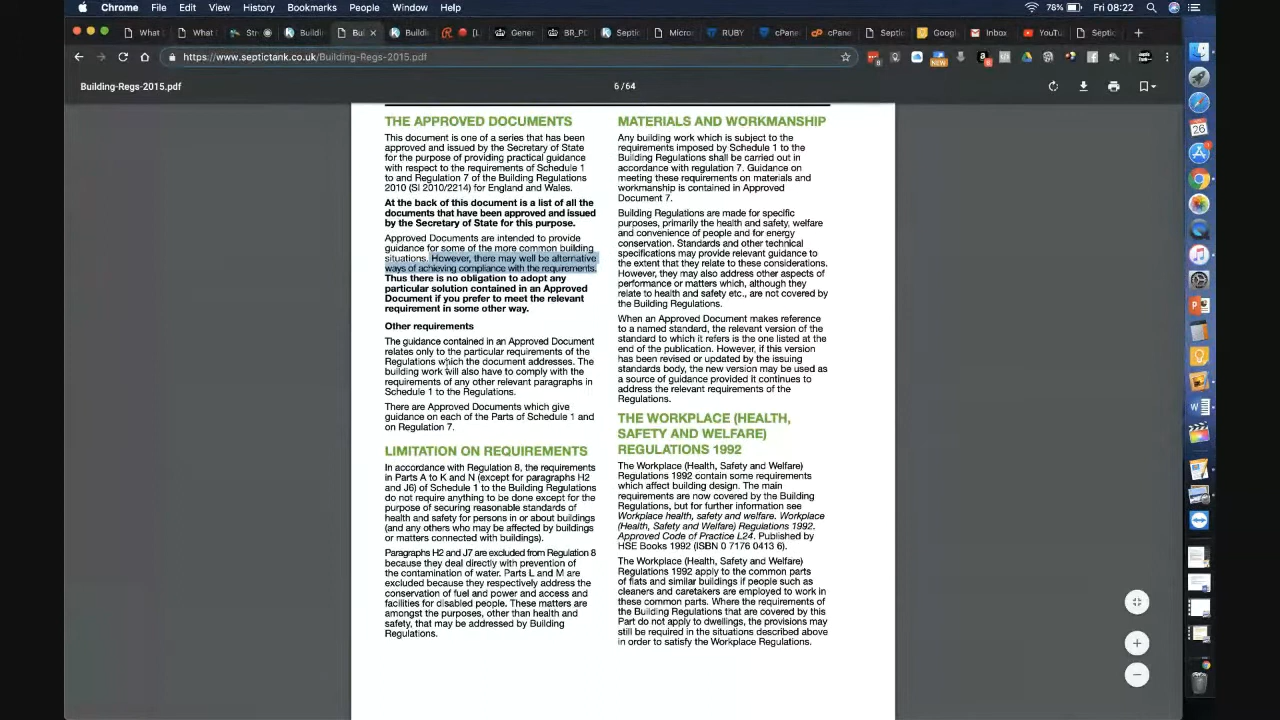 Chrome File Edit View History Bookmarks People Window Help
78% Fri 08:22
What What Str Buildi Bui Buildi [L Gener BR_PD Septic Micro RUBY cPane cPane Septic Googl Inbox YouTu Septic
https://www.septictank.co.uk/Building-Regs-2015.pdf
NEW
Building-Regs-2015.pdf
6 / 64
THE APPROVED DOCUMENTS
This document is one of a series that has been
approved and issued by the Secretary of State
for the purpose of providing practical guidance
with respect to the requirements of Schedule 1
to and Regulation 7 of the Building Regulations
2010 (SI 2010/2214) for England and Wales.
At the back of this document is a list of all the
documents that have been approved and issued
by the Secretary of State for this purpose.
Approved Documents are intended to provide
guidance for some of the more common building
situations. However, there may well be alternative
ways of achieving compliance with the requirements.
Thus there is no obligation to adopt any
particular solution contained in an Approved
Document if you prefer to meet the relevant
requirement in some other way.
Other requirements
The guidance contained in an Approved Document
relates only to the particular requirements of the
Regulations which the document addresses. The
building work will also have to comply with the
requirements of any other relevant paragraphs in
Schedule 1 to the Regulations.
There are Approved Documents which give
guidance on each of the Parts of Schedule 1 and
on Regulation 7.
LIMITATION ON REQUIREMENTS
In accordance with Regulation 8, the requirements
in Parts A to K and N (except for paragraphs H2
and J6) of Schedule 1 to the Building Regulations
do not require anything to be done except for the
purpose of securing reasonable standards of
health and safety for persons in or about buildings
(and any others who may be affected by buildings
or matters connected with buildings).
Paragraphs H2 and J7 are excluded from Regulation 8
because they deal directly with prevention of
the contamination of water. Parts L and M are
excluded because they respectively address the
conservation of fuel and power and access and
facilities for disabled people. These matters are
amongst the purposes, other than health and
safety, that may be addressed by Building
Regulations.
MATERIALS AND WORKMANSHIP
Any building work which is subject to the
requirements imposed by Schedule 1 to the
Building Regulations shall be carried out in
accordance with regulation 7. Guidance on
meeting these requirements on materials and
workmanship is contained in Approved
Document 7.
Building Regulations are made for specific
purposes, primarily the health and safety, welfare
and convenience of people and for energy
conservation. Standards and other technical
specifications may provide relevant guidance to
the extent that they relate to these considerations.
However, they may also address other aspects of
performance or matters which, although they
relate to health and safety etc., are not covered by
the Building Regulations.
When an Approved Document makes reference
to a named standard, the relevant version of the
standard to which it refers is the one listed at the
end of the publication. However, if this version
has been revised or updated by the issuing
standards body, the new version may be used as
a source of guidance provided it continues to
address the relevant requirements of the
Regulations.
THE WORKPLACE (HEALTH,
SAFETY AND WELFARE)
REGULATIONS 1992
The Workplace (Health, Safety and Welfare)
Regulations 1992 contain some requirements
which affect building design. The main
requirements are now covered by the Building
Regulations, but for further information see
Workplace health, safety and welfare. Workplace
(Health, Safety and Welfare) Regulations 1992.
Approved Code of Practice L24. Published by
HSE Books 1992 (ISBN 0 7176 0413 6).
The Workplace (Health, Safety and Welfare)
Regulations 1992 apply to the common parts
of flats and similar buildings if people such as
cleaners and caretakers are employed to work in
these common parts. Where the requirements of
the Building Regulations that are covered by this
Part do not apply to dwellings, the provisions may
still be required in the situations described above
in order to satisfy the Workplace Regulations.